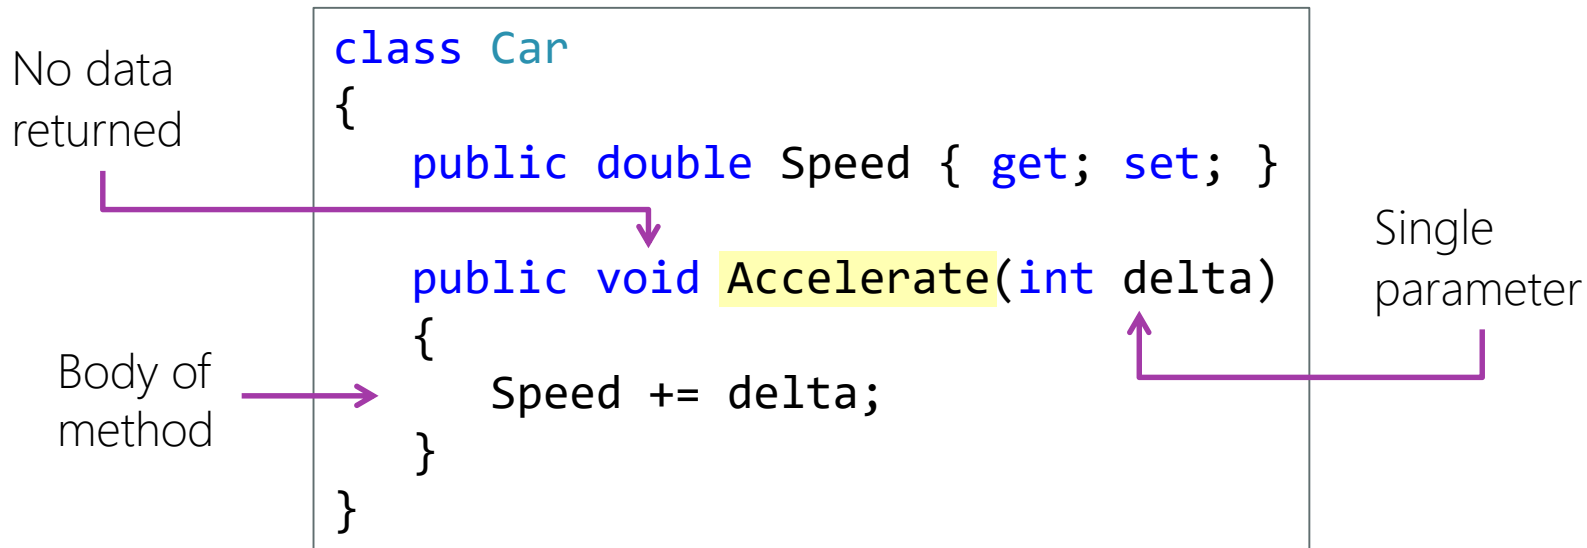 No data
returned
class Car
{
public double Speed { get; set; }
public void Accelerate(int delta)
{
Speed += delta;
}
}
Single
parameter
Body of
method